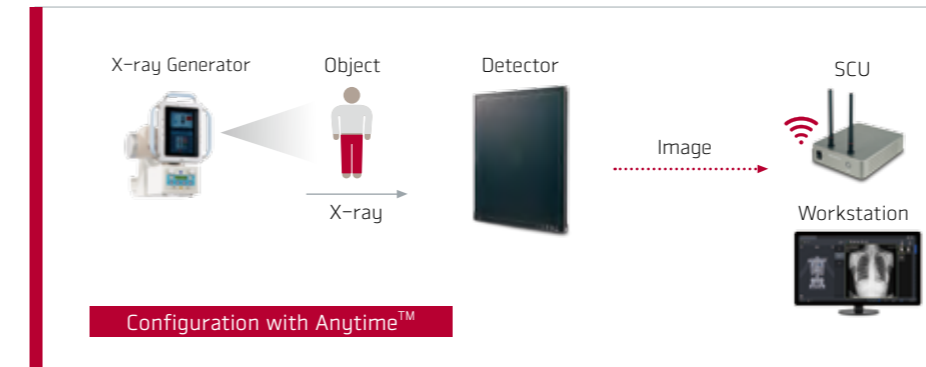 X-ray Generator
Object
Detector
SCU
Image
X-ray
Workstation
Configuration with Anytime™